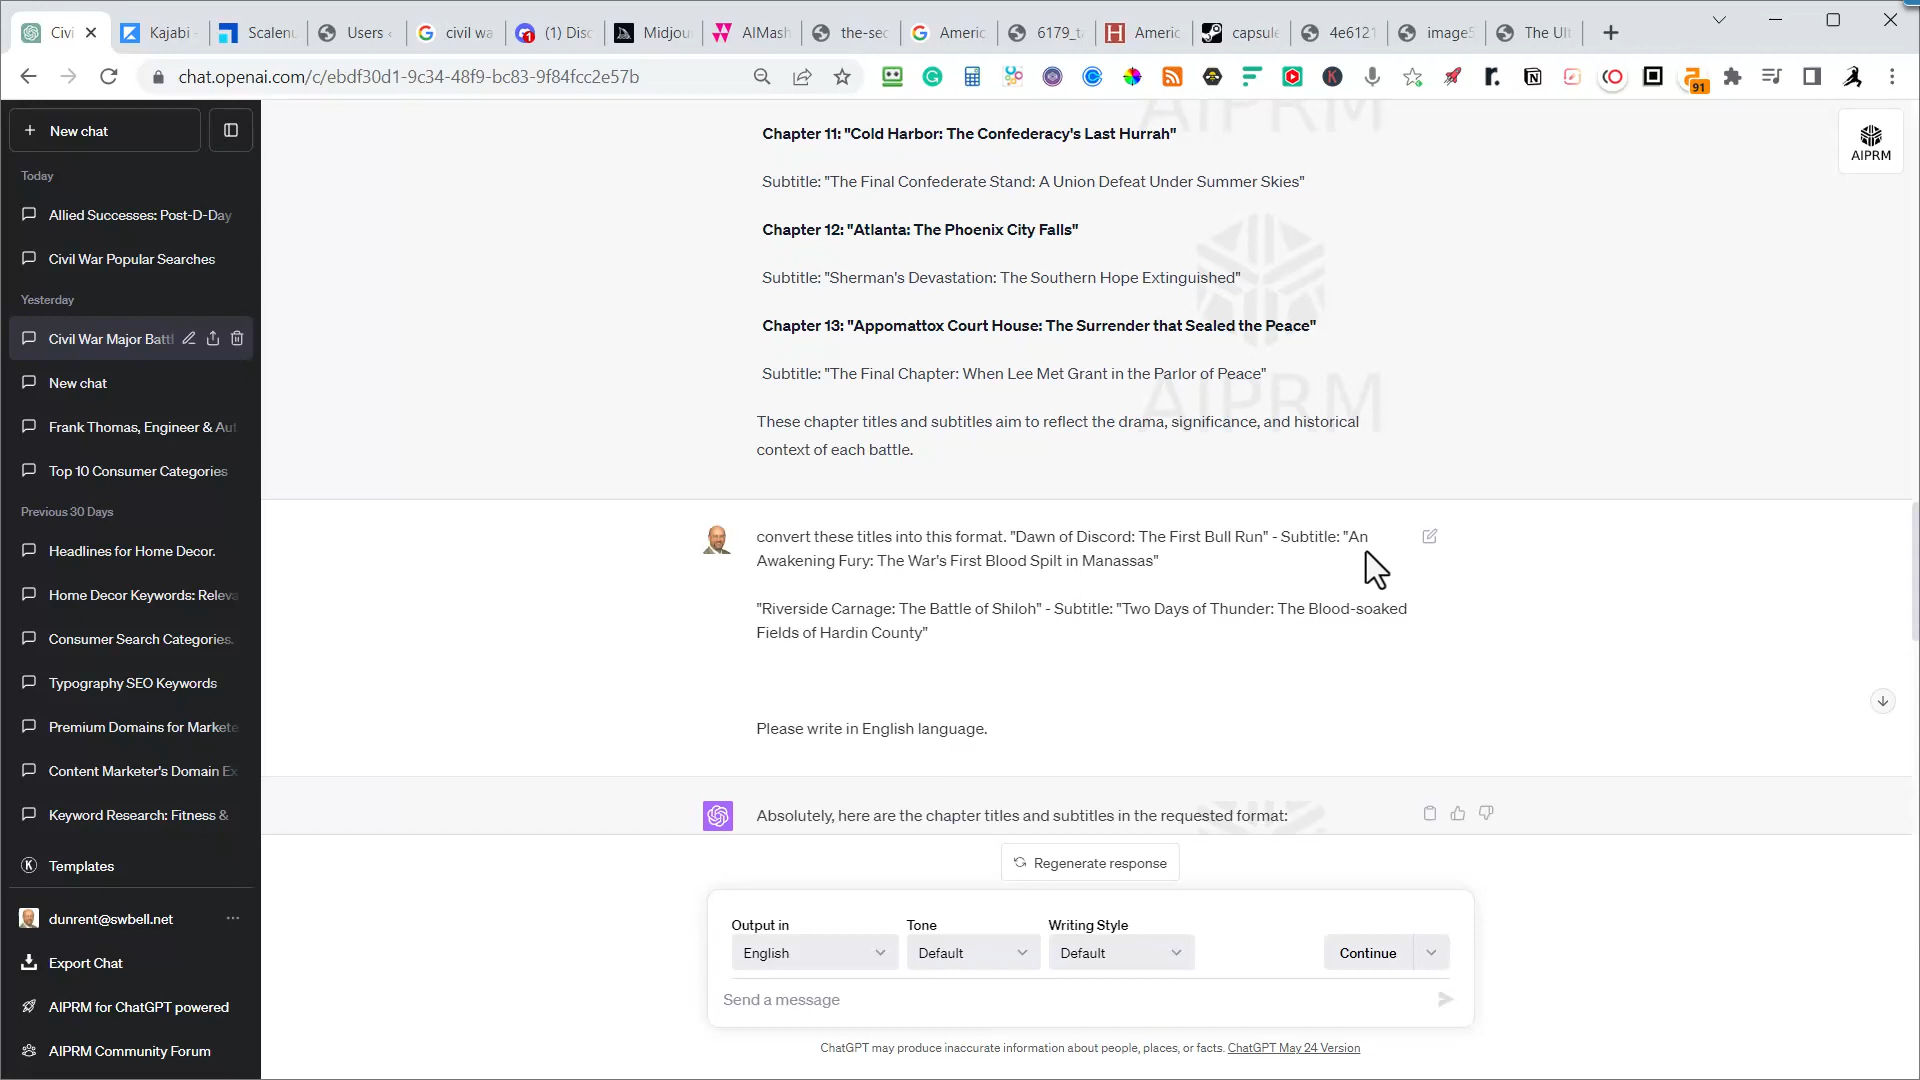 Civi
Kajabi -
Scalenu
Users ‹
civil wa
(1) Disc
Midjou
AIMash
the-sec
Americ
6179_ta
Americ
capsule
4e6121
image5
The Ult
chat.openai.com/c/ebdf30d1-9c34-48f9-bc83-9f84fcc2e57b
91
New chat
Today
Allied Successes: Post-D-Day
Civil War Popular Searches
Yesterday
Civil War Major Battl
New chat
Frank Thomas, Engineer & Aut
Top 10 Consumer Categories
Previous 30 Days
Headlines for Home Decor.
Home Decor Keywords: Releva
Consumer Search Categories.
Typography SEO Keywords
Premium Domains for Markete
Content Marketer's Domain Ex
Keyword Research: Fitness &
Templates
dunrent@swbell.net
Export Chat
AIPRM for ChatGPT powered
AIPRM Community Forum
AIPRM
AIPRM
Chapter 11: "Cold Harbor: The Confederacy's Last Hurrah"
Subtitle: "The Final Confederate Stand: A Union Defeat Under Summer Skies"
Chapter 12: "Atlanta: The Phoenix City Falls"
Subtitle: "Sherman's Devastation: The Southern Hope Extinguished"
Chapter 13: "Appomattox Court House: The Surrender that Sealed the Peace"
Subtitle: "The Final Chapter: When Lee Met Grant in the Parlor of Peace"
AIPRM
These chapter titles and subtitles aim to reflect the drama, significance, and historical
context of each battle.
convert these titles into this format. "Dawn of Discord: The First Bull Run" - Subtitle: "An
Awakening Fury: The War's First Blood Spilt in Manassas"
"Riverside Carnage: The Battle of Shiloh" - Subtitle: "Two Days of Thunder: The Blood-soaked
Fields of Hardin County"
Please write in English language.
Absolutely, here are the chapter titles and subtitles in the requested format:
Regenerate response
Output in
Tone
Writing Style
English
Default
Default
Continue
Send a message
ChatGPT may produce inaccurate information about people, places, or facts. ChatGPT May 24 Version